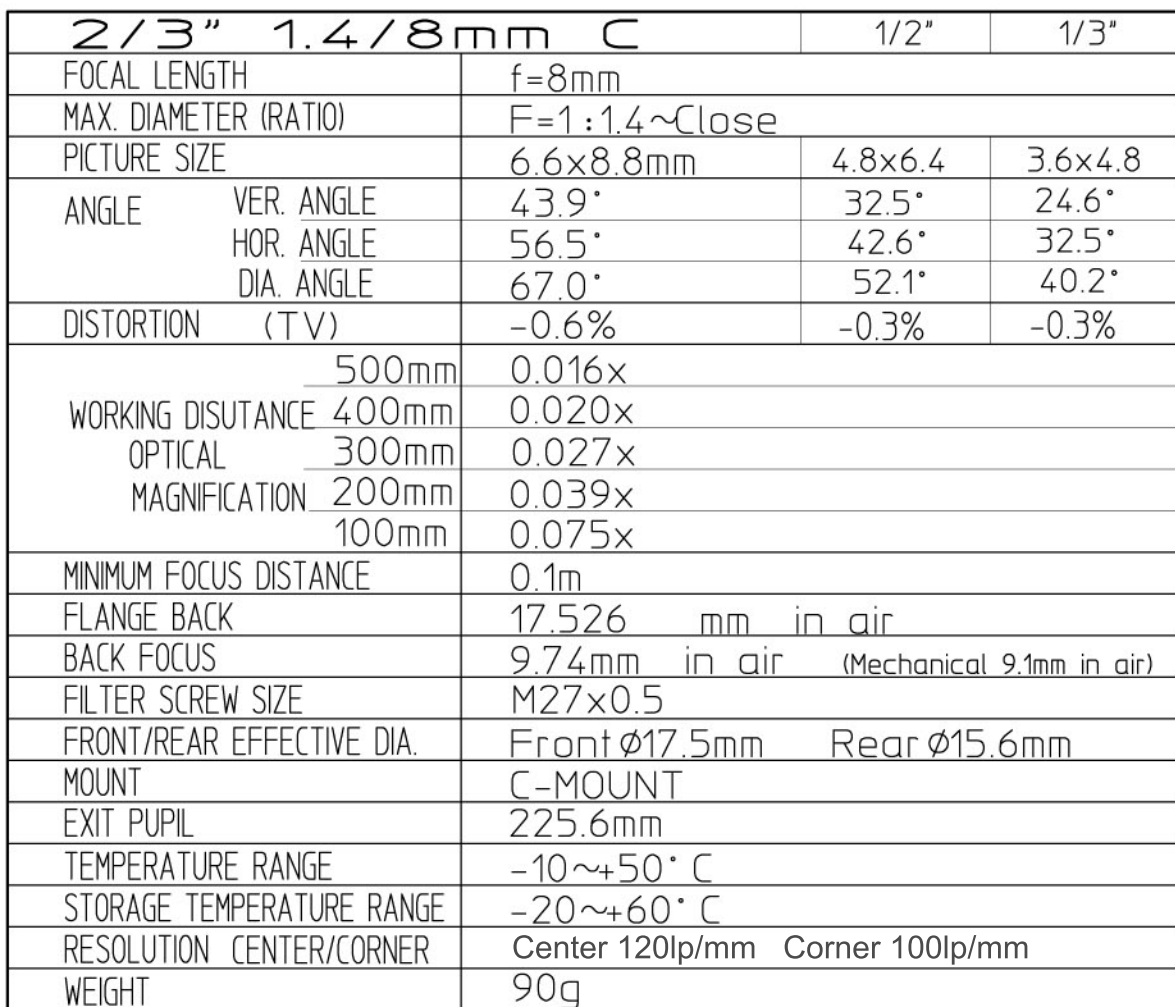 2/3" 1.4/8mm C 1/2" 1/3"
FOCAL LENGTH f=8mm
MAX. DIAMETER (RATIO) F=1:1.4~Close
PICTURE SIZE 6.6x8.8mm 4.8x6.4 3.6x4.8
ANGLE VER. ANGLE 43.9° 32.5° 24.6°
HOR. ANGLE 56.5° 42.6° 32.5°
DIA. ANGLE 67.0° 52.1° 40.2°
DISTORTION (TV) -0.6% -0.3% -0.3%
500mm 0.016x
WORKING DISUTANCE 400mm 0.020x
OPTICAL 300mm 0.027x
MAGNIFICATION 200mm 0.039x
100mm 0.075x
MINIMUM FOCUS DISTANCE 0.1m
FLANGE BACK 17.526 mm in air
BACK FOCUS 9.74mm in air (Mechanical 9.1mm in air)
FILTER SCREW SIZE M27x0.5
FRONT/REAR EFFECTIVE DIA. Front Ø17.5mm Rear Ø15.6mm
MOUNT C-MOUNT
EXIT PUPIL 225.6mm
TEMPERATURE RANGE -10~+50°C
STORAGE TEMPERATURE RANGE -20~+60°C
RESOLUTION CENTER/CORNER Center 120lp/mm Corner 100lp/mm
WEIGHT 90g